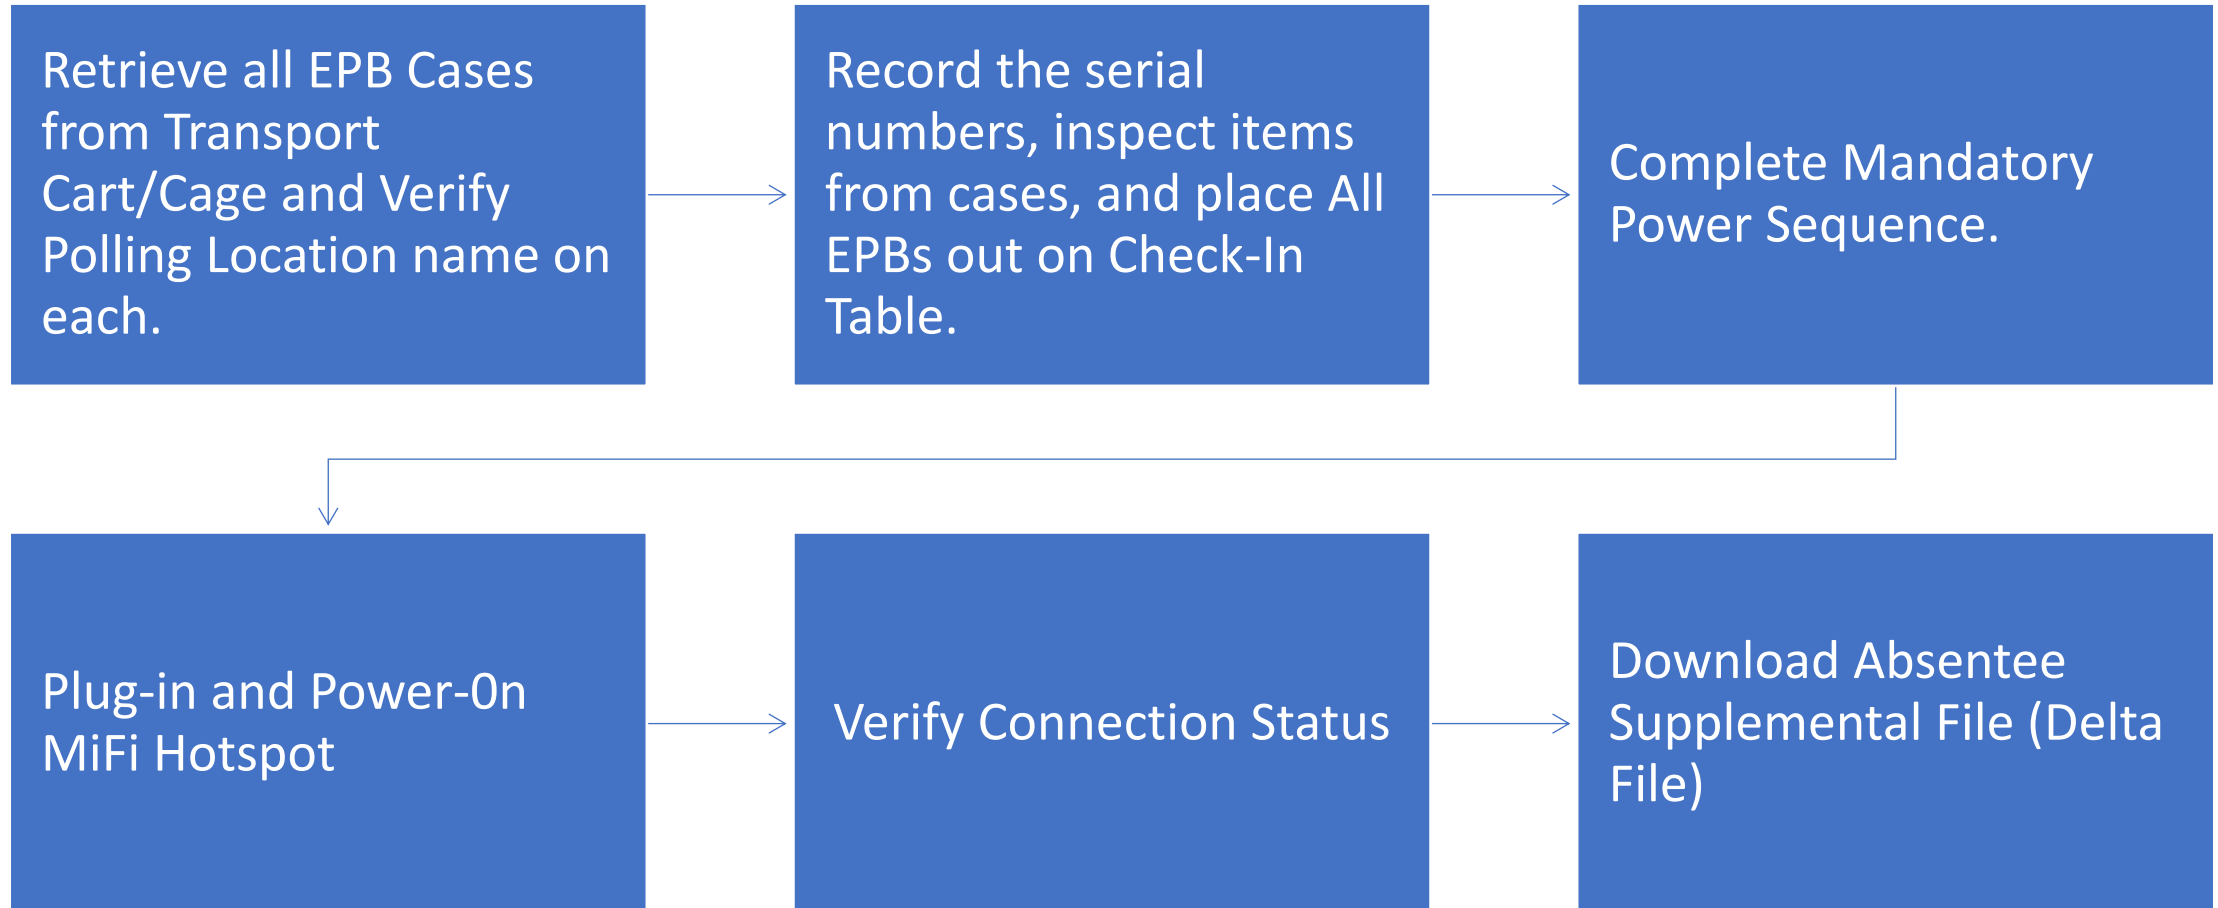 Retrieve all EPB Cases
from Transport
Cart/Cage and Verify
Polling Location name on
each.
Record the serial
numbers, inspect items
from cases, and place All
EPBs out on Check-In
Table.
Complete Mandatory
Power Sequence.
Plug-in and Power-0n
MiFi Hotspot
Verify Connection Status
Download Absentee
Supplemental File (Delta
File)